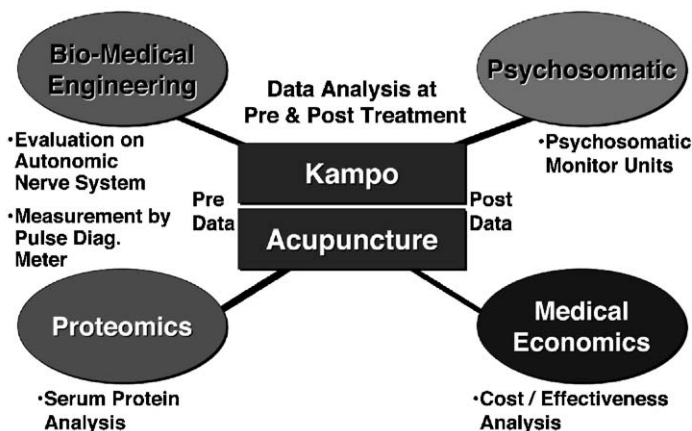 Bio-Medical
Engineering
•Evaluation on
Autonomic
Nerve System
•Measurement by
Pulse Diag.
Meter
Data Analysis at
Pre & Post Treatment
Psychosomatic
•Psychosomatic
Monitor Units
Pre
Data
Kampo
Acupuncture
Post
Data
Proteomics
•Serum Protein
Analysis
Medical
Economics
•Cost / Effectiveness
Analysis